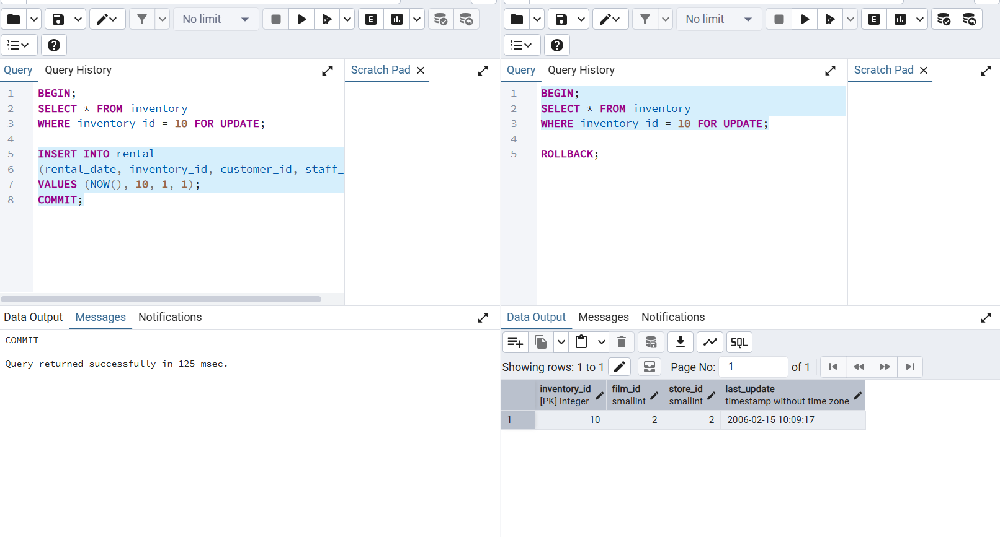 No limit
Query
Query History
Scratch Pad
1 BEGIN;
2 SELECT * FROM inventory
3 WHERE inventory_id = 10 FOR UPDATE;
4
5 INSERT INTO rental
6 (rental_date, inventory_id, customer_id, staff_
7 VALUES (NOW(), 10, 1, 1);
8 COMMIT;
Data Output
Messages
Notifications
COMMIT
Query returned successfully in 125 msec.
E
No limit
E
Query
Query History
Scratch Pad
1 BEGIN;
2 SELECT * FROM inventory
3 WHERE inventory_id = 10 FOR UPDATE;
4
5 ROLLBACK;
Data Output
Messages
Notifications
SQL
Showing rows: 1 to 1
Page No: 1 of 1
inventory_id film_id store_id last_update
[PK] integer smallint smallint timestamp without time zone
1 10 2 2 2006-02-15 10:09:17